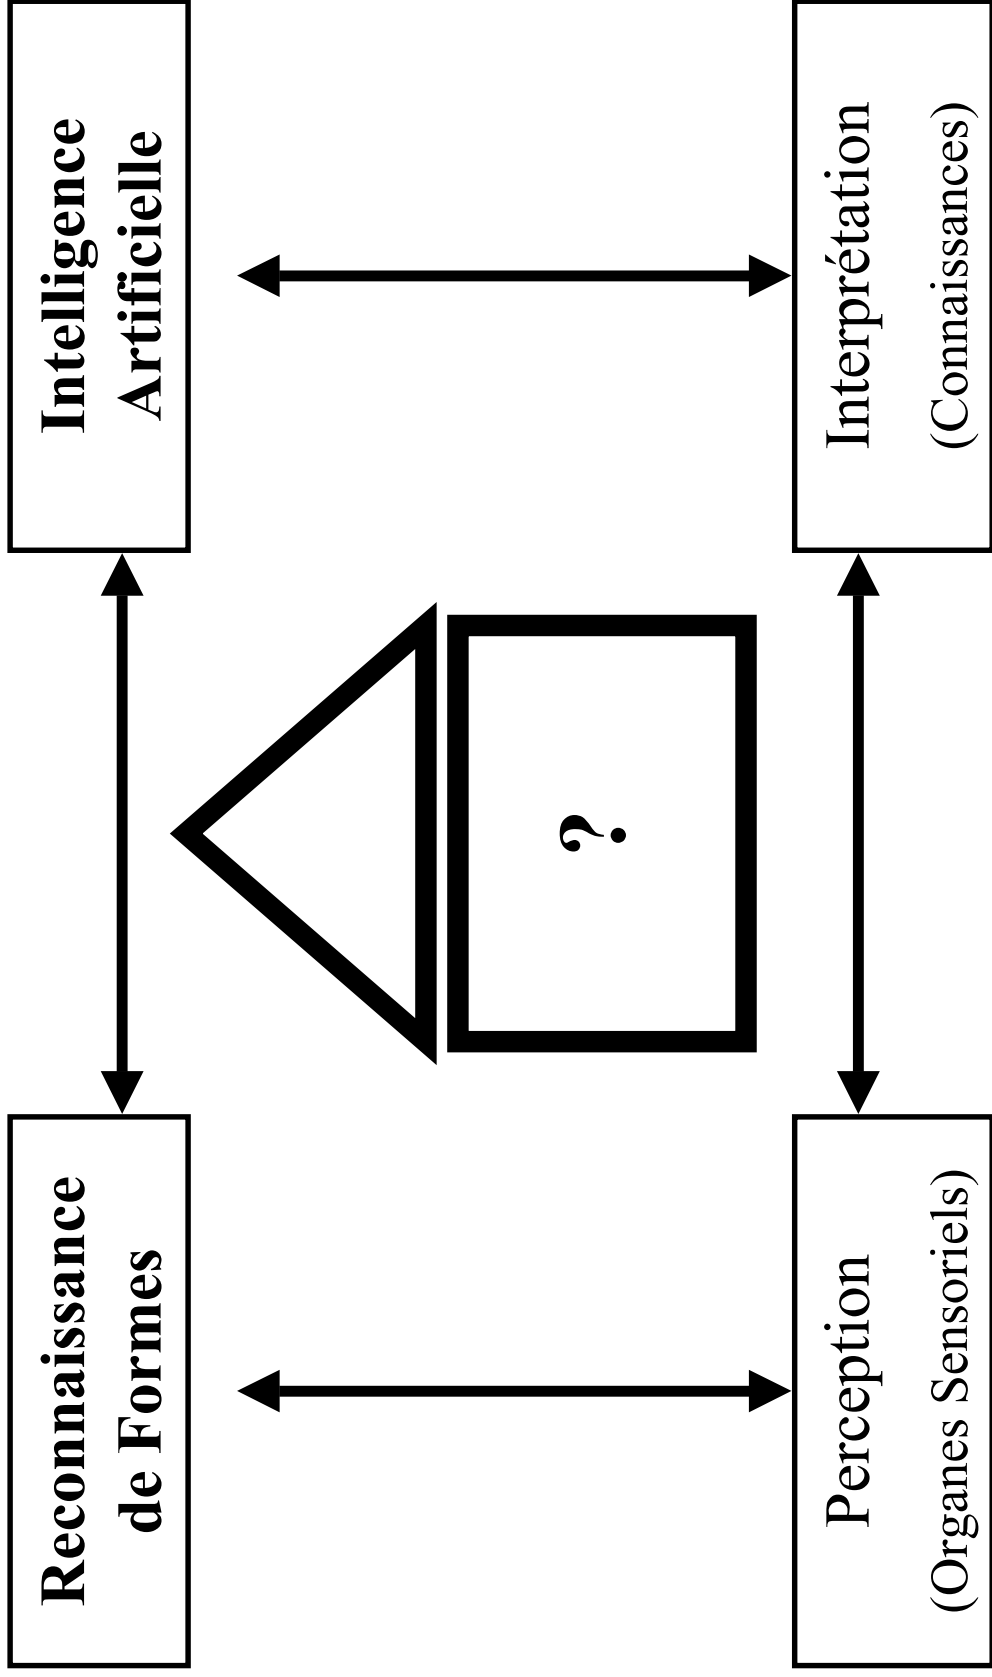 Reconnaissance
de Formes
Intelligence
Artificielle
?
Perception
(Organes Sensoriels)
Interprétation
(Connaissances)